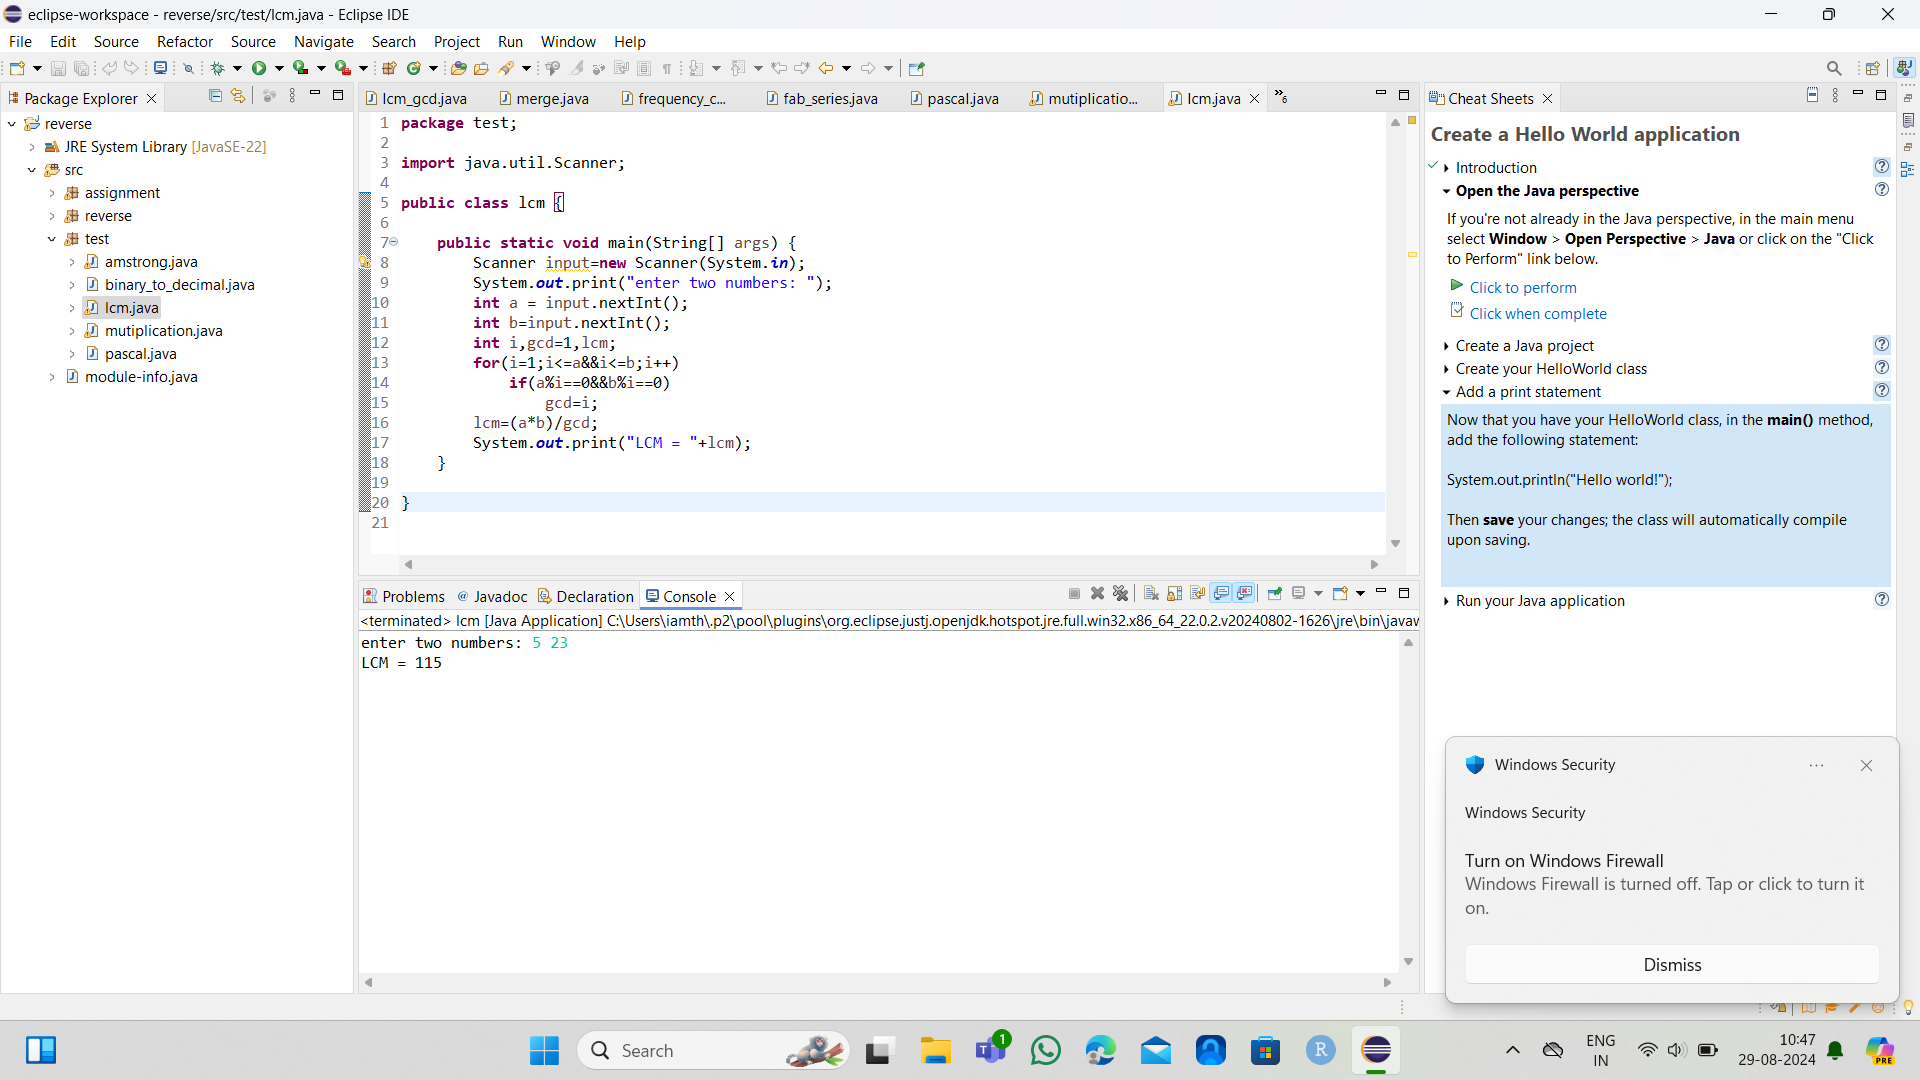 eclipse-workspace - reverse/src/test/lcm.java - Eclipse IDE
File Edit Source Refactor Source Navigate Search Project Run Window Help
Package Explorer
reverse
JRE System Library [JavaSE-22]
src
assignment
reverse
test
amstrong.java
binary_to_decimal.java
lcm.java
mutiplication.java
pascal.java
module-info.java
lcm_gcd.java merge.java frequency_c... fab_series.java pascal.java mutiplicatio... lcm.java »6
1 package test;
2
3 import java.util.Scanner;
4
5 public class lcm {
6
7 public static void main(String[] args) {
8 Scanner input=new Scanner(System.in);
9 System.out.print("enter two numbers: ");
10 int a = input.nextInt();
11 int b=input.nextInt();
12 int i,gcd=1,lcm;
13 for(i=1;i<=a&&i<=b;i++)
14 if(a%i==0&&b%i==0)
15 gcd=i;
16 lcm=(a*b)/gcd;
17 System.out.print("LCM = "+lcm);
18 }
19
20 }
21
Problems @ Javadoc Declaration Console
<terminated> lcm [Java Application] C:\Users\iamth\.p2\pool\plugins\org.eclipse.justj.openjdk.hotspot.jre.full.win32.x86_64_22.0.2.v20240802-1626\jre\bin\javaw
enter two numbers: 5 23
LCM = 115
Cheat Sheets
Create a Hello World application
Introduction
Open the Java perspective
If you're not already in the Java perspective, in the main menu
select Window > Open Perspective > Java or click on the "Click
to Perform" link below.
Click to perform
Click when complete
Create a Java project
Create your HelloWorld class
Add a print statement
Now that you have your HelloWorld class, in the main() method,
add the following statement:
System.out.println("Hello world!");
Then save your changes; the class will automatically compile
upon saving.
Run your Java application
Windows Security
Windows Security
Turn on Windows Firewall
Windows Firewall is turned off. Tap or click to turn it
on.
Dismiss
Search
1
R
ENG
IN
10:47
29-08-2024
PRE